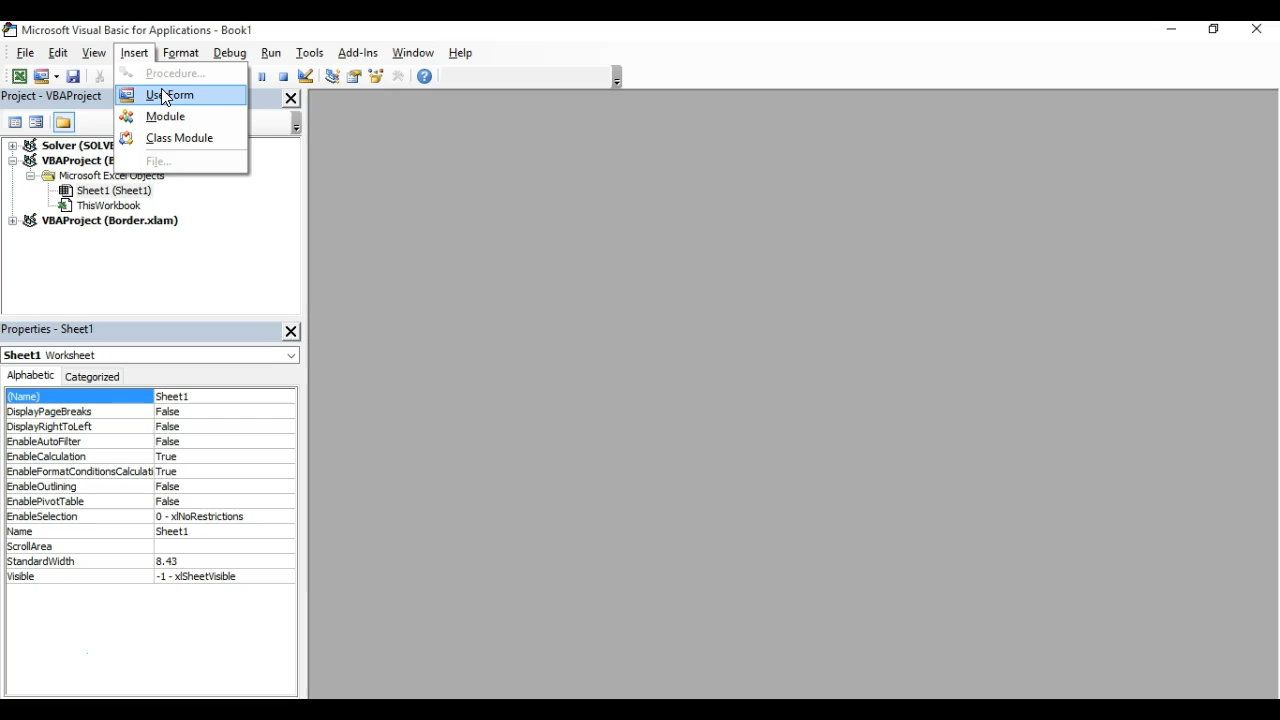 Microsoft Visual Basic for Applications - Book1
File Edit View Insert Format Debug Run Tools Add-Ins Window Help
Procedure...
UserForm
Module
Class Module
File...
Project - VBAProject
Solver (SOLVE
VBAProject (B
Microsoft Excel Objects
Sheet1 (Sheet1)
ThisWorkbook
VBAProject (Border.xlam)
Properties - Sheet1
Sheet1 Worksheet
Alphabetic Categorized
(Name) Sheet1
DisplayPageBreaks False
DisplayRightToLeft False
EnableAutoFilter False
EnableCalculation True
EnableFormatConditionsCalculati True
EnableOutlining False
EnablePivotTable False
EnableSelection 0 - xlNoRestrictions
Name Sheet1
ScrollArea
StandardWidth 8.43
Visible -1 - xlSheetVisible